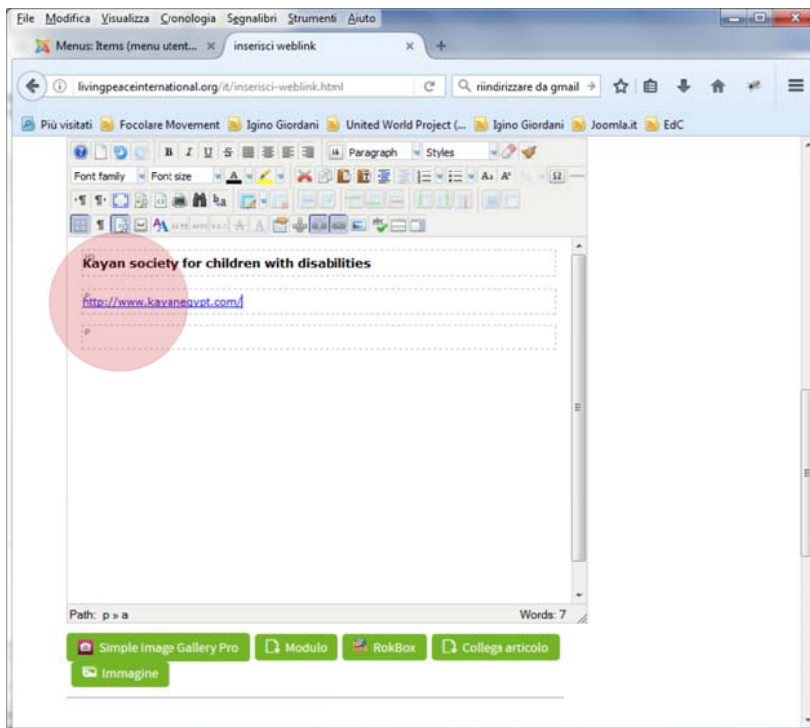 File Modifica Visualizza Cronologia Segnalibri Strumenti Aiuto
Menus: Items (menu utent... × inserisci weblink × +
livingpeaceinternational.org/it/inserisci-weblink.html riindirizzare da gmail
Più visitati Focolare Movement Igino Giordani United World Project (... Igino Giordani Joomla.it EdC
B I U S Paragraph Styles
Font family Font size A Aa
Kayan society for children with disabilities
p
http://www.kayanegypt.com/
p
Path: p » a Words: 7
Simple Image Gallery Pro Modulo RokBox Collega articolo
Immagine